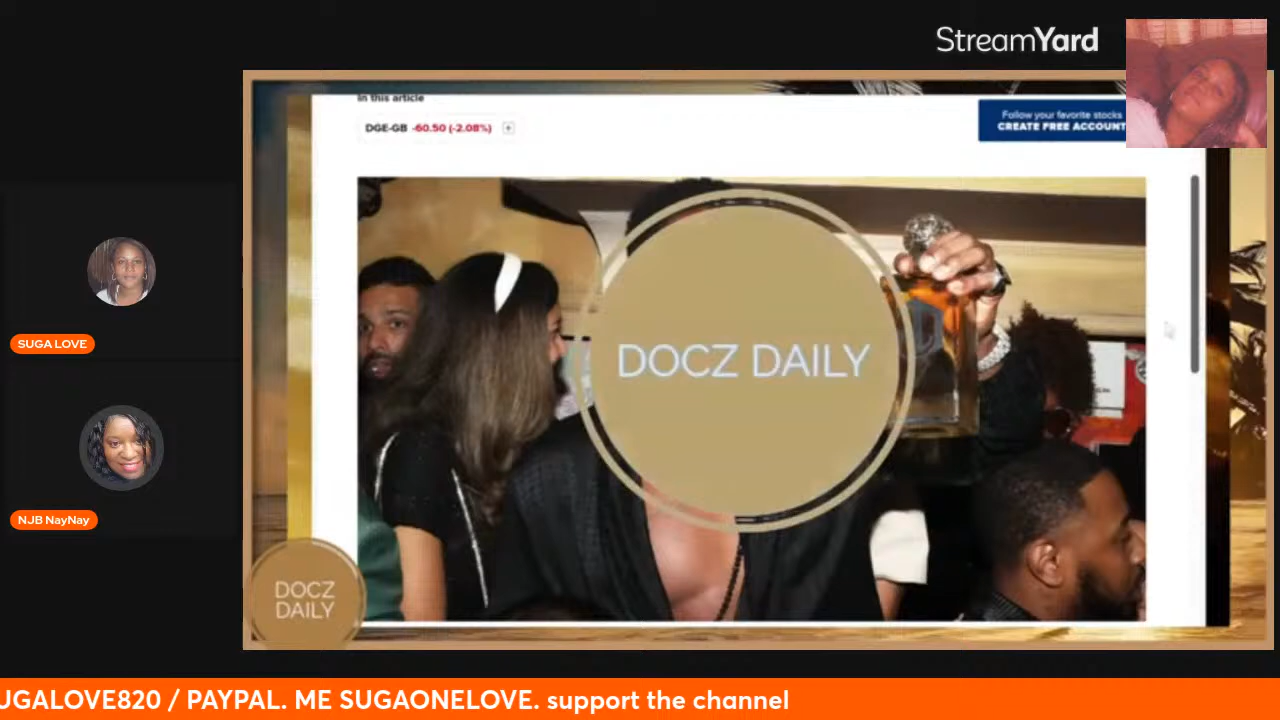 StreamYard
In this article
DGE-GB -60.50 (-2.08%) +
Follow your favorite stocks
CREATE FREE ACCOUNT
DOCZ DAILY
SUGA LOVE
NJB NayNay
DOCZ
DAILY
UGALOVE820 / PAYPAL. ME SUGAONELOVE. support the channel